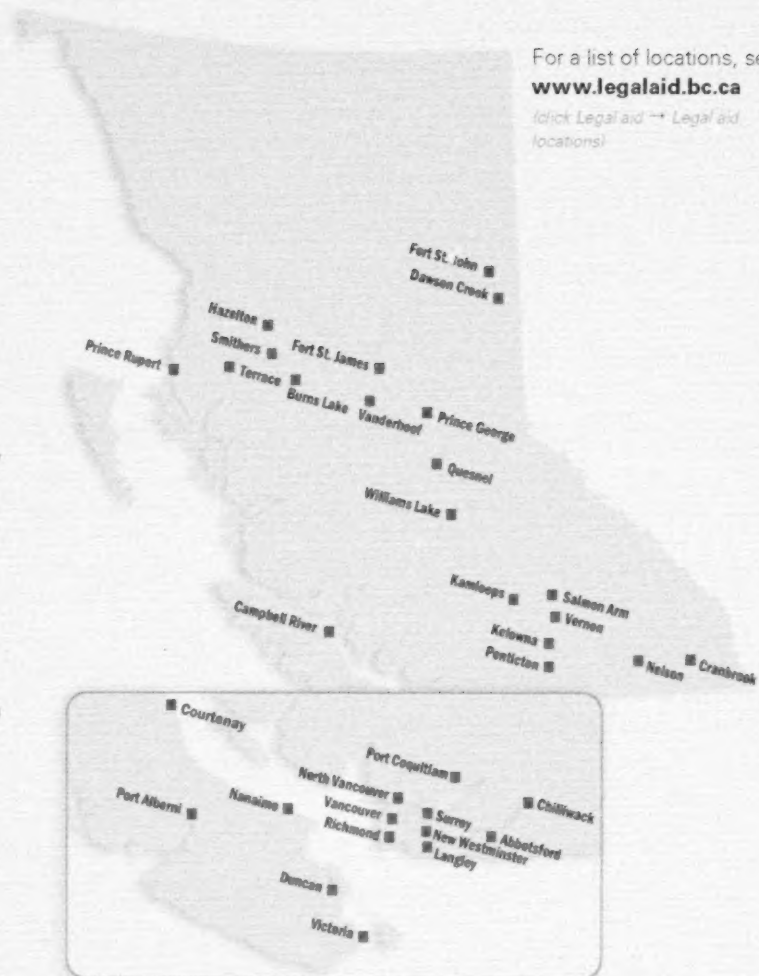 For a list of locations, se
www.legalaid.bc.ca
(click Legal aid → Legal aid
locations)
Fort St. John
Dawson Creek
Hazelton
Smithers
Fort St. James
Prince Rupert
Terrace
Burns Lake
Vanderhoof
Prince George
Quesnel
Williams Lake
Kamloops
Salmon Arm
Vernon
Campbell River
Kelowna
Penticton
Nelson
Cranbrook
Courtenay
Port Coquitlam
North Vancouver
Chilliwack
Port Alberni
Nanaimo
Vancouver
Surrey
Richmond
New Westminster
Abbotsford
Langley
Duncan
Victoria